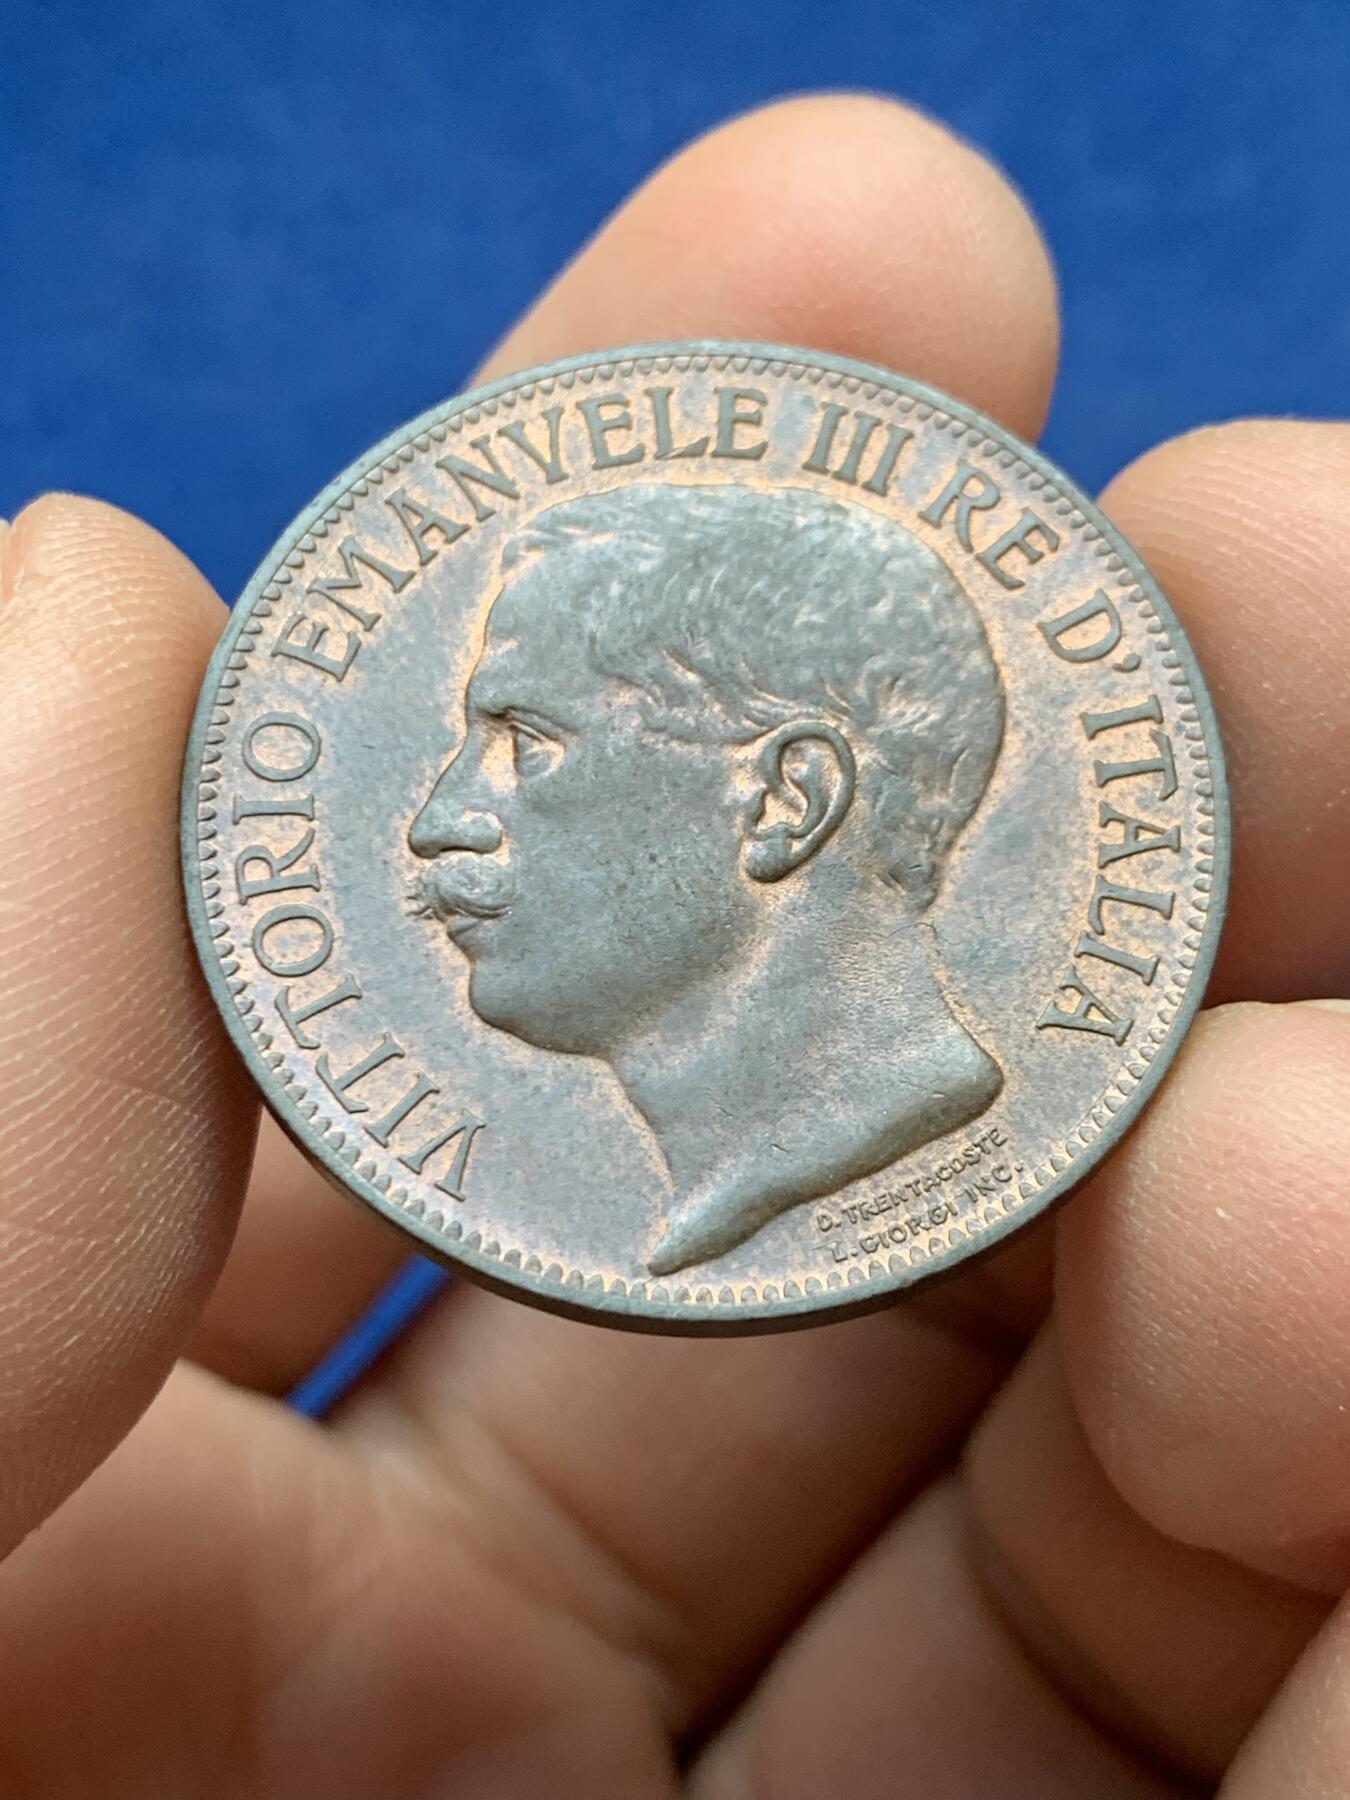 VITTORIO EMANVELE III RE D'ITALIA
D. TRENTACOSTE
L. GIORGI INC.